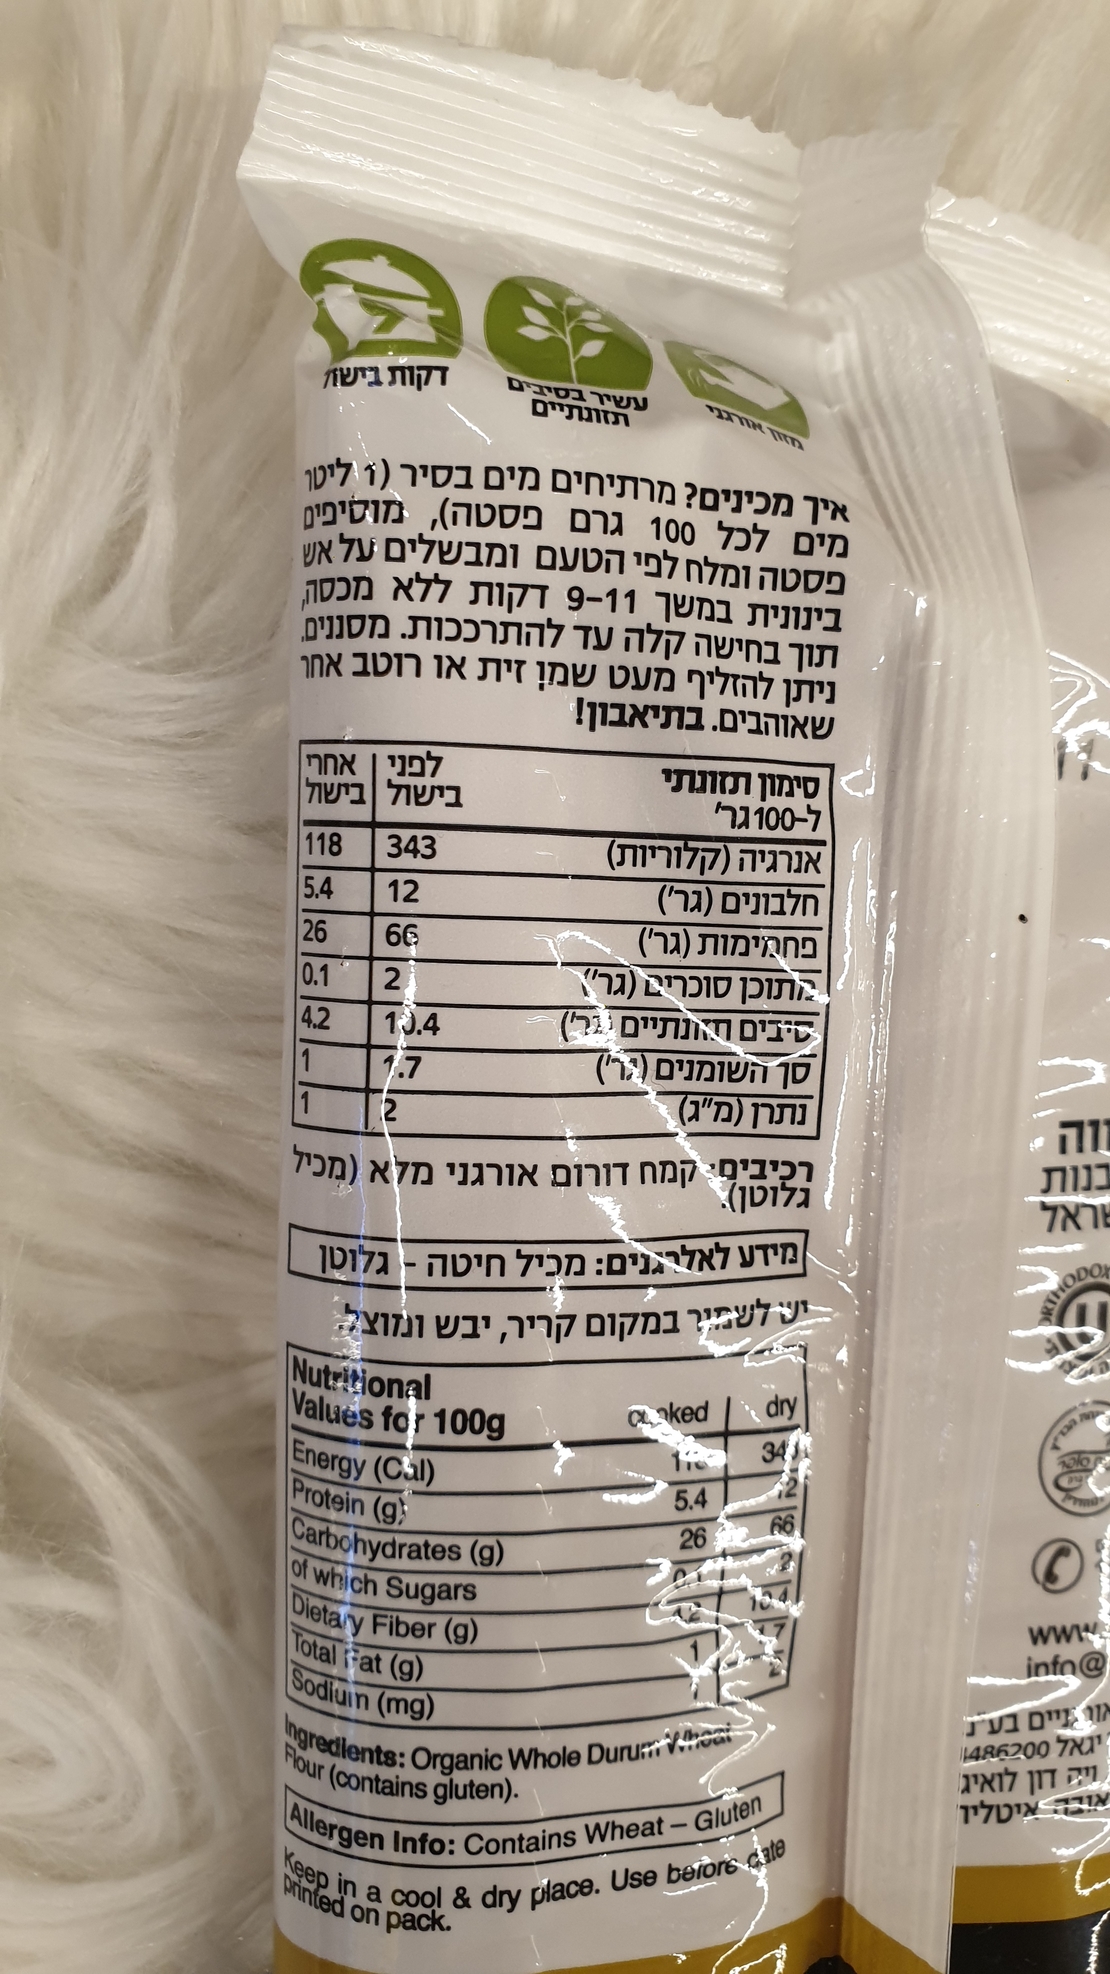 דקות בישול
עשיר בסיבים
תזונתיים
מזון אורגני
איך מכינים? מרתיחים מים בסיר (1 ליטר
מים לכל 100 גרם פסטה), מוסיפים
פסטה ומלח לפי הטעם ומבשלים על אש
בינונית במשך 9-11 דקות ללא מכסה,
תוך בחישה קלה עד להתרככות. מסננים.
ניתן להזליף מעט שמן זית או רוטב אחר
שאוהבים. בתיאבון!
סימון תזונתי ל-100 גר' לפני בישול אחרי בישול
אנרגיה (קלוריות) 343 118
חלבונים (גר') 12 5.4
פחמימות (גר') 66 26
מתוכן סוכרים (גר') 2 0.1
סיבים תזונתיים (גר') 10.4 4.2
סך השומנים (גר') 1.7 1
נתרן (מ"ג) 2 1
רכיבים: קמח דורום אורגני מלא (מכיל
גלוטן).
מידע לאלרגנים: מכיל חיטה - גלוטן
יש לשמור במקום קריר, יבש ומוצל.
Nutritional
Values for 100g cooked dry
Energy (Cal)
Protein (g) 5.4 12
Carbohydrates (g) 26 66
of which Sugars 0.1 2
Dietary Fiber (g) 4.2 10.4
Total Fat (g) 1 1.7
Sodium (mg) 1 2
Ingredients: Organic Whole Durum Wheat
Flour (contains gluten).
Allergen Info: Contains Wheat – Gluten
Keep in a cool & dry place. Use before date
printed on pack.
www.
info@